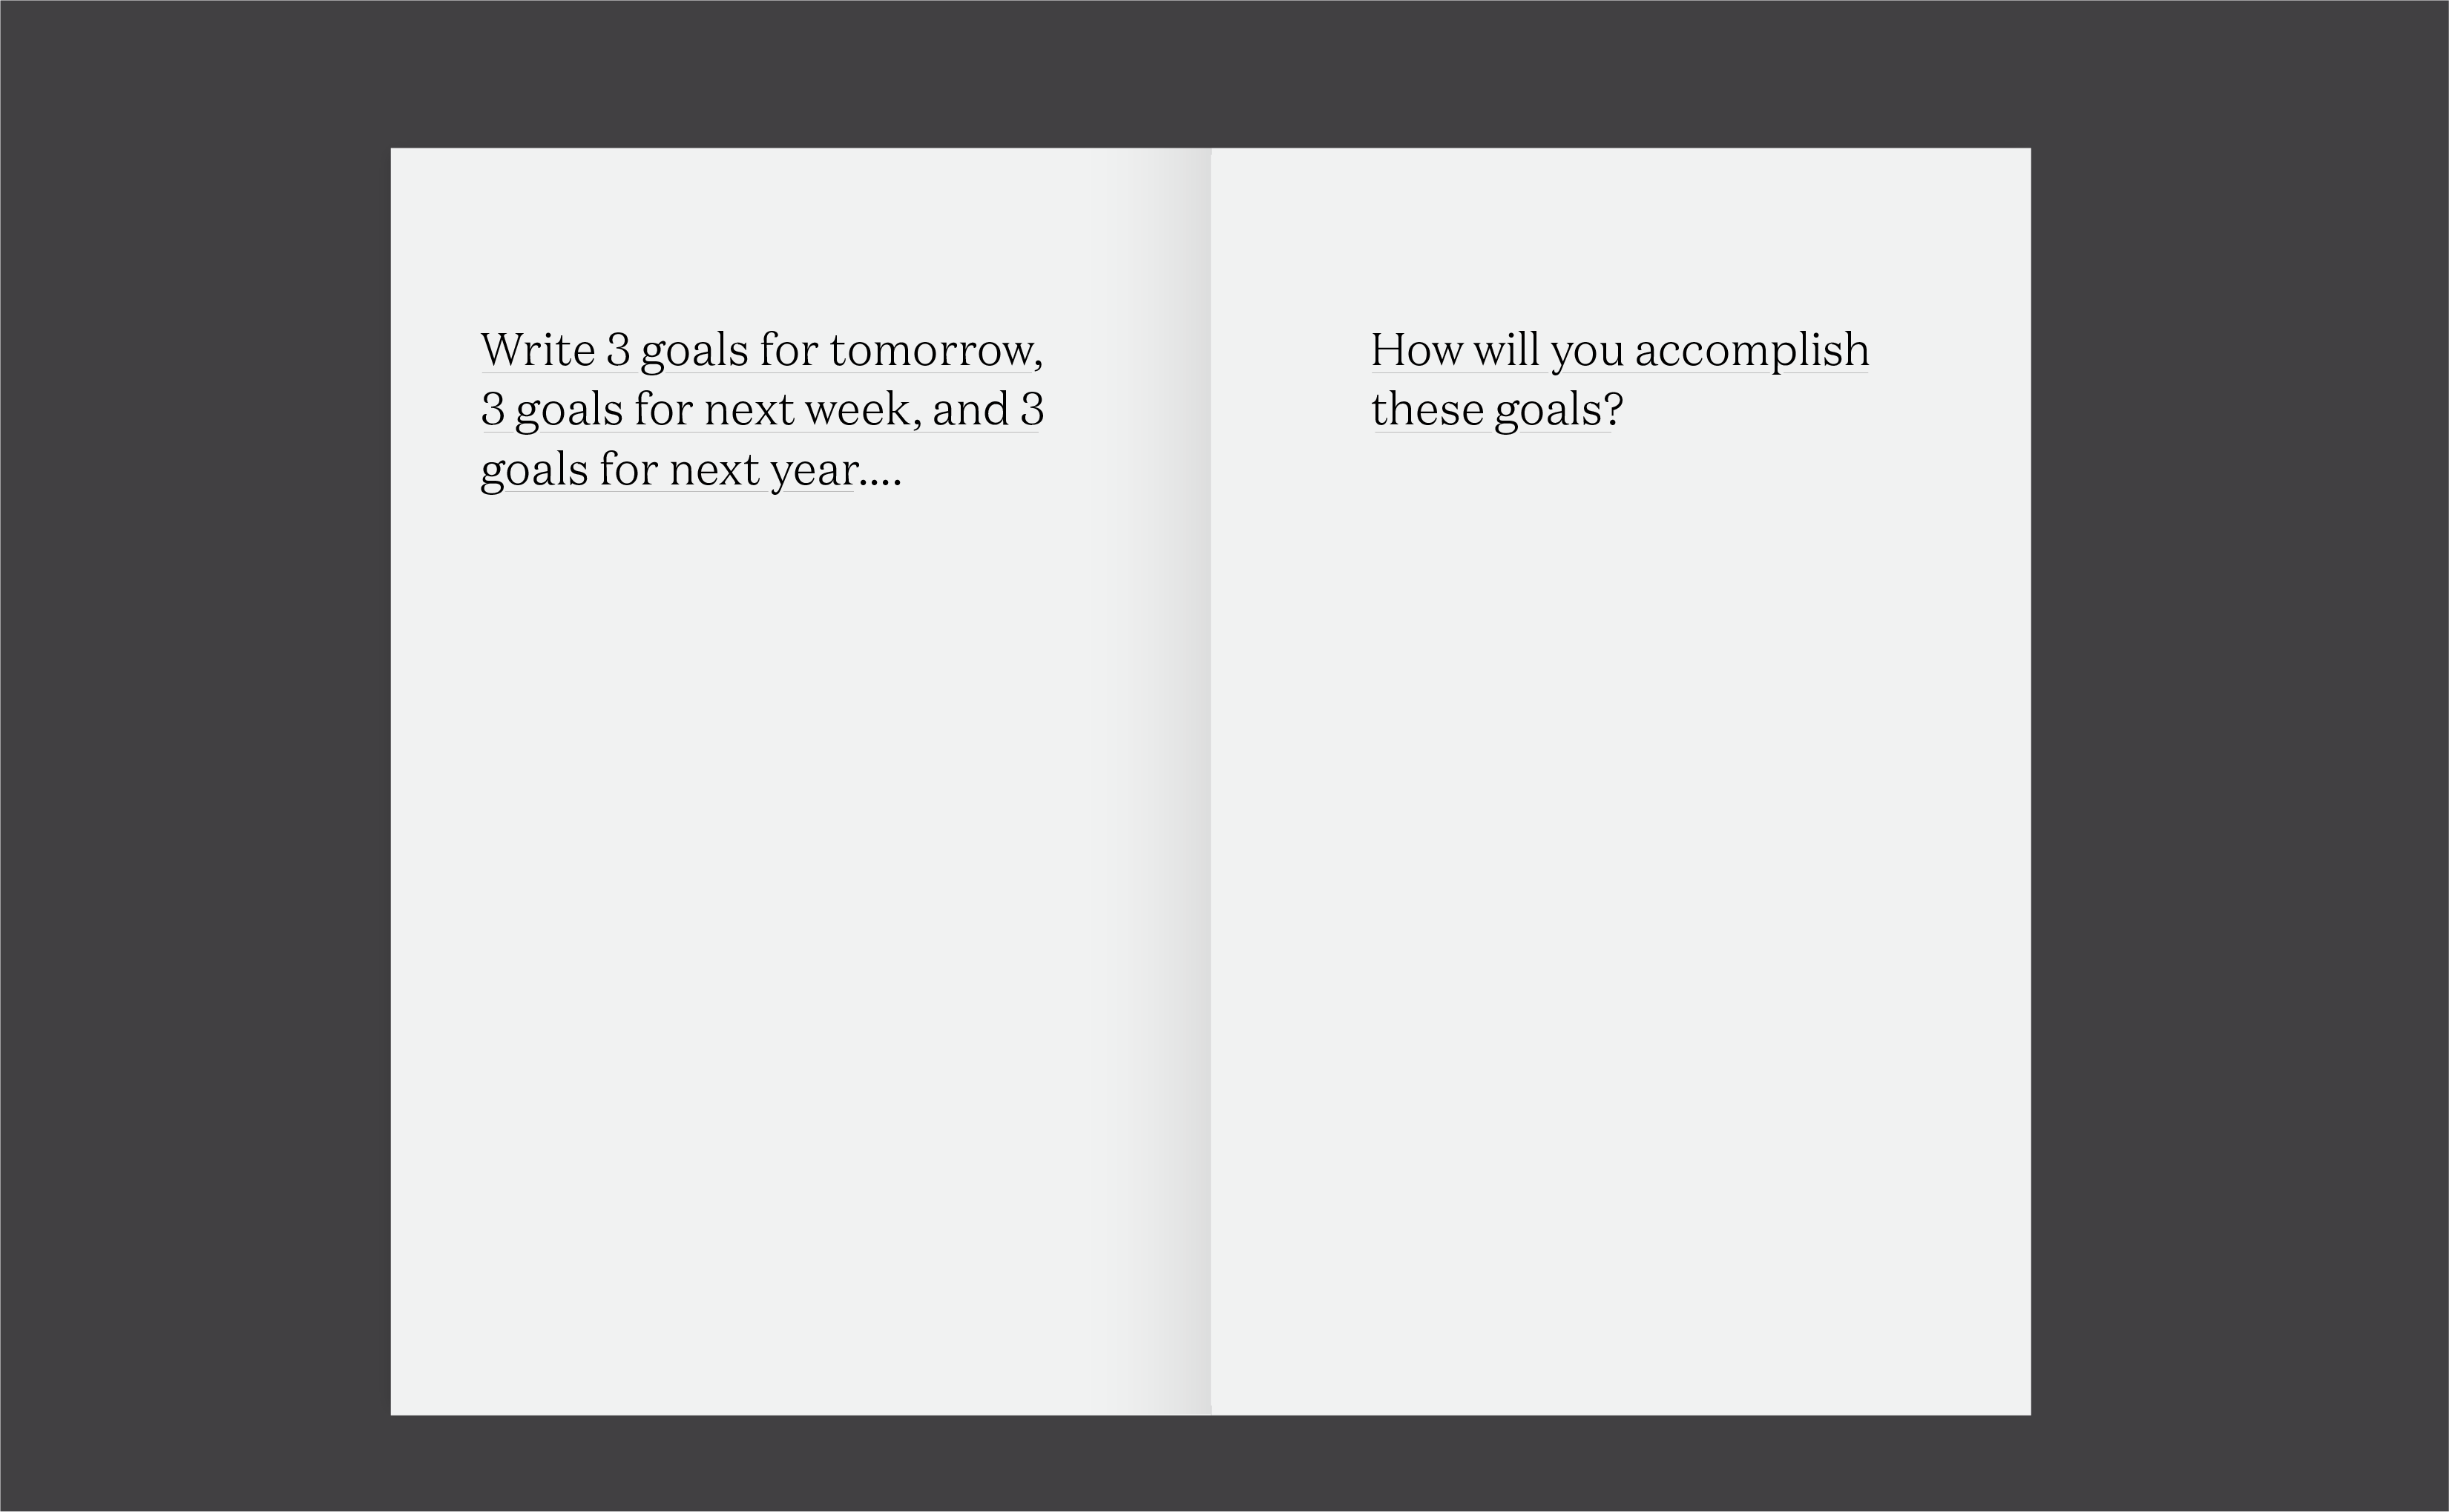 Write 3 goals for tomorrow,
3 goals for next week, and 3
goals for next year....
How will you accomplish
these goals?